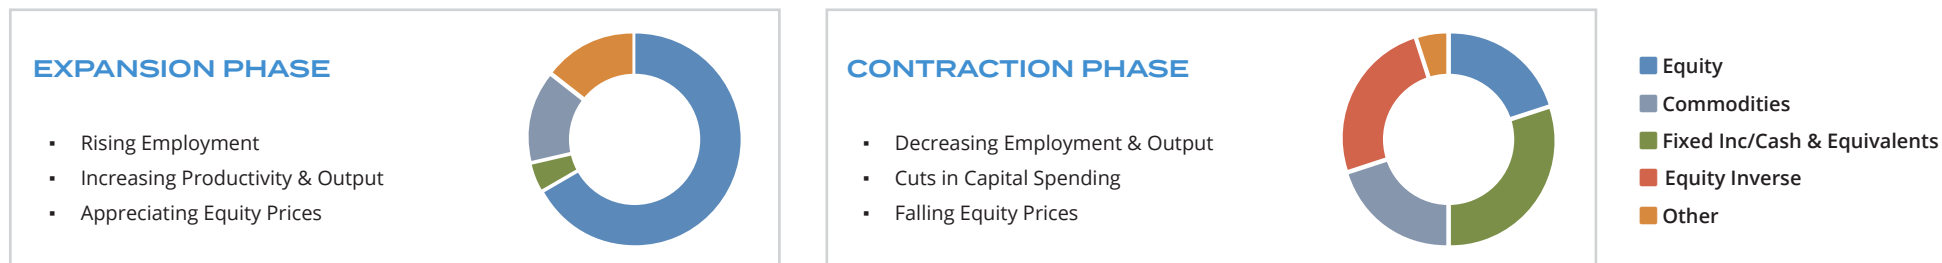 EXPANSION PHASE
▪ Rising Employment
▪ Increasing Productivity & Output
▪ Appreciating Equity Prices
CONTRACTION PHASE
▪ Decreasing Employment & Output
▪ Cuts in Capital Spending
▪ Falling Equity Prices
Equity
Commodities
Fixed Inc/Cash & Equivalents
Equity Inverse
Other